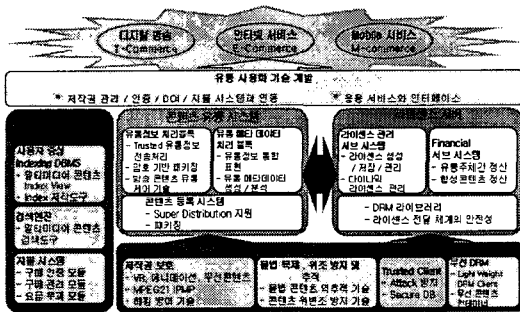 디지털 방송
T-Commerce
인터넷 서비스
E-Commerce
Mobile 서비스
M-commerce
유통 상용화 기술 개발
저작권 관리 / 인증 / DOI / 지불 시스템과 연동
응용 서비스와 인터페이스
콘텐츠 유통 시스템
유통정보 처리블록
- Trusted 유통정보
전송처리
- 암호 기반 패키징
- 방송 콘텐츠 유통
제어 기술
유통 메타 데이터
처리 블록
- 유통정보 통합
표현
- 유통 메타데이터
생성 / 분석
콘텐츠 등록 시스템
- Super Distribution 지원
- 패키징
라이센스 관리
서브 시스템
- 라이센스 생성
/ 저장 / 관리
- 다이나믹
라이센스 관리
Financial
서브 시스템
- 유통주체간 정산
- 합성콘텐츠 정산
- DRM 라이브러리
- 라이센스 전달 체계의 안전성
Indexing DBMS
- 멀티미디어 콘텐츠
Index View
- Index 저작도구
검색엔진
- 멀티미디어 콘텐츠
검색도구
지불 시스템
- 구매 인증 모듈
- 구매 관리 모듈
- 요금 부과 모듈
저작권 보호
- VR, 애니메이션, 무선콘텐츠
- MPEG21 IPMP
- 해킹 방어 기술
불법 복제, 위조 방지 및
추적
- 불법 콘텐츠 역추적 기술
- 콘텐츠 위변조 방지 기술
Trusted Client
- Attack 방지
- Secure DB
무선 DRM
- Light Weight
DRM Client
- 무선 콘텐츠
컨테이너